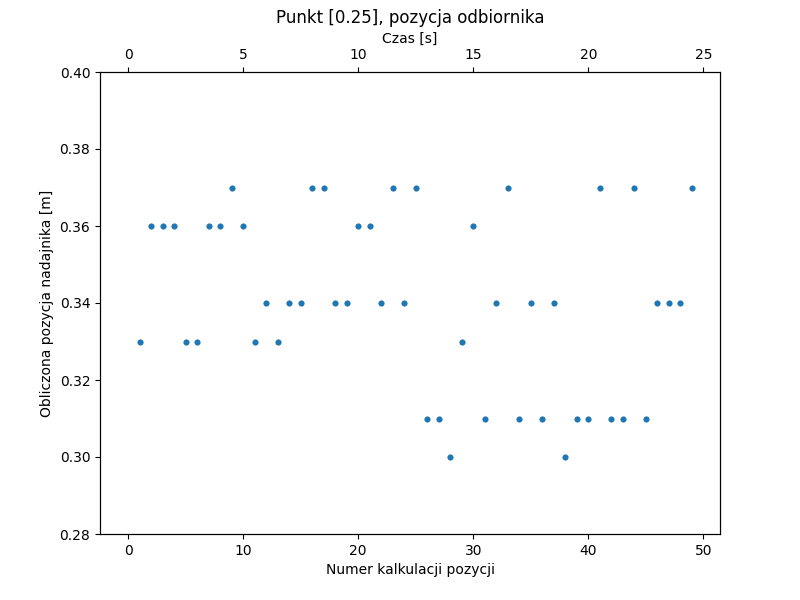 Punkt [0.25], pozycja odbiornika
Czas [s]
0 5 10 15 20 25
0.40
0.38
0.36
0.34
0.32
0.30
0.28
Obliczona pozycja nadajnika [m]
0 10 20 30 40 50
Numer kalkulacji pozycji